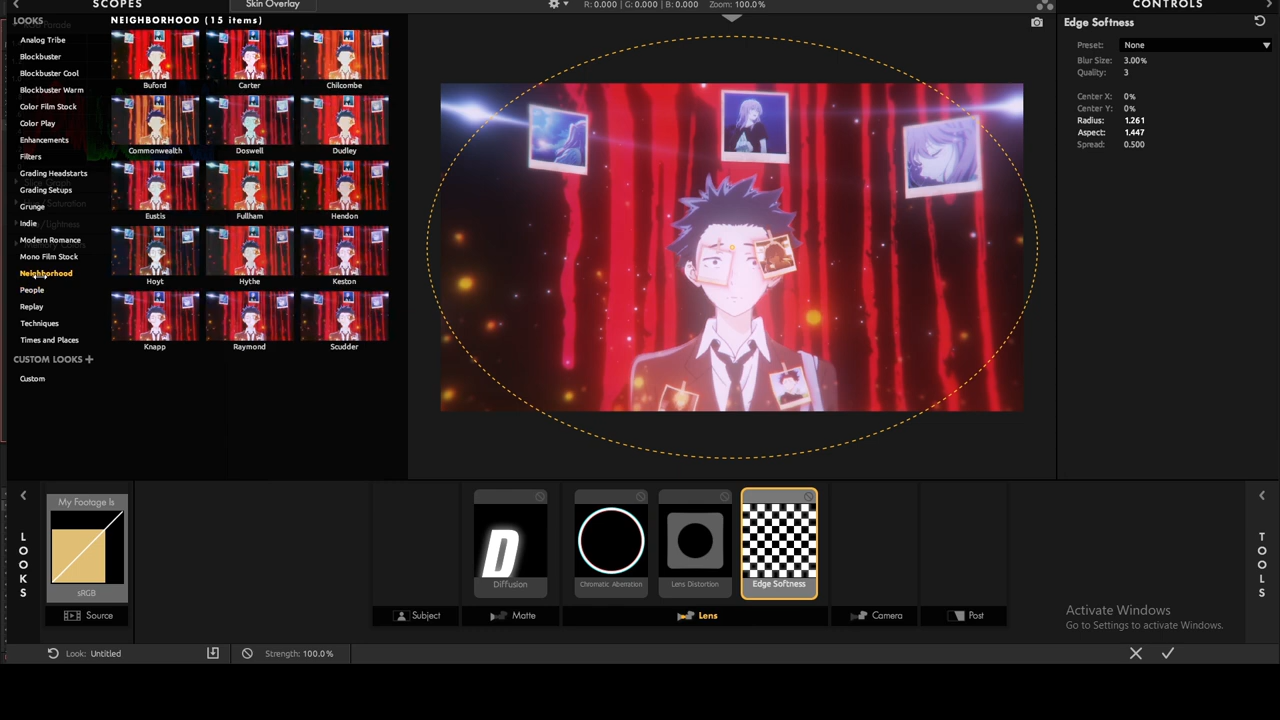 SCOPES
Skin Overlay
R: 0.000 | G: 0.000 | B: 0.000
Zoom: 100.0%
CONTROLS
LOOKS
NEIGHBORHOOD (15 items)
Analog Tribe
Blockbuster
Blockbuster Cool
Blockbuster Warm
Color Film Stock
Color Play
Enhancements
Filters
Grading Headstarts
Grading Setups
Grunge
Indie
Modern Romance
Mono Film Stock
Neighborhood
People
Replay
Techniques
Times and Places
CUSTOM LOOKS
Custom
Buford
Carter
Chilcombe
Commonwealth
Doswell
Dudley
Eustis
Fullham
Hendon
Hoyt
Hythe
Keston
Knapp
Raymond
Scudder
Edge Softness
Preset: None
Blur Size: 3.00%
Quality: 3
Center X: 0%
Center Y: 0%
Radius: 1.261
Aspect: 1.447
Spread: 0.500
LOOKS
My Footage Is
sRGB
Source
D
Diffusion
Chromatic Aberration
Lens Distortion
Edge Softness
Subject
Matte
Lens
Camera
Post
TOOLS
Activate Windows
Go to Settings to activate Windows.
Look: Untitled
Strength: 100.0%